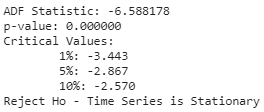 ADF Statistic: -6.588178
p-value: 0.000000
Critical Values:
        1%: -3.443
        5%: -2.867
        10%: -2.570
Reject Ho - Time Series is Stationary